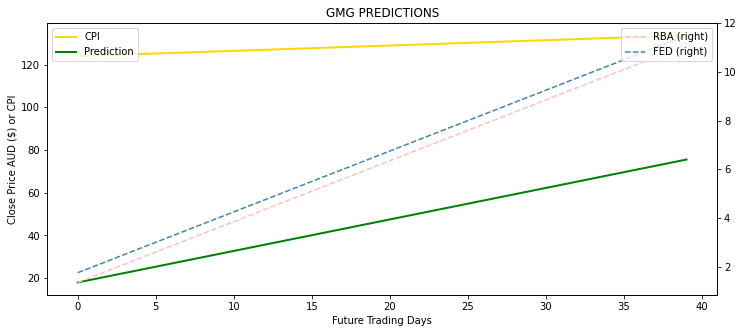 GMG PREDICTIONS
CPI
Prediction
RBA (right)
FED (right)
Close Price AUD ($) or CPI
120
100
80
60
40
20
12
10
8
6
4
2
0 5 10 15 20 25 30 35 40
Future Trading Days